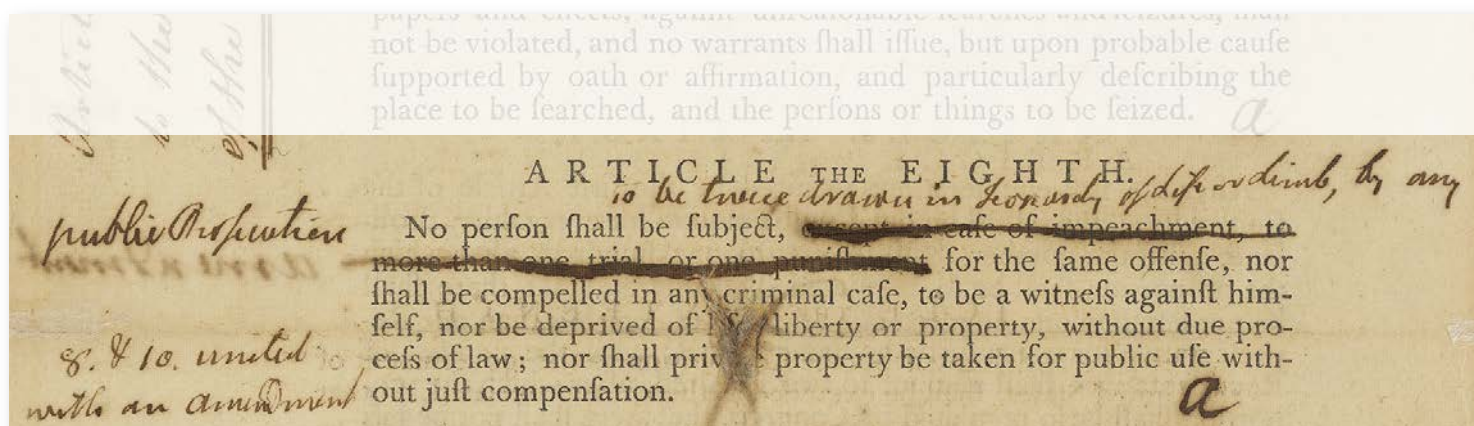 papers and effects, against unreasonable searches and seizures, shall
not be violated, and no warrants ſhall iſſue, but upon probable cauſe
ſupported by oath or affirmation, and particularly deſcribing the
place to be ſearched, and the perſons or things to be ſeized.
a
Articl
to the
of the
ARTICLE THE EIGHTH.
to be twice drawn in Jeopardy of life or limb, by any
public Prosecution
No perſon ſhall be ſubject, except in caſe of impeachment, to
more than one trial, or one puniſhment for the ſame offenſe, nor
ſhall be compelled in any criminal caſe, to be a witneſs againſt him-
ſelf, nor be deprived of life, liberty or property, without due pro-
ceſs of law; nor ſhall private property be taken for public uſe with-
out juſt compenſation.
8. & 10. united
with an amendment
a